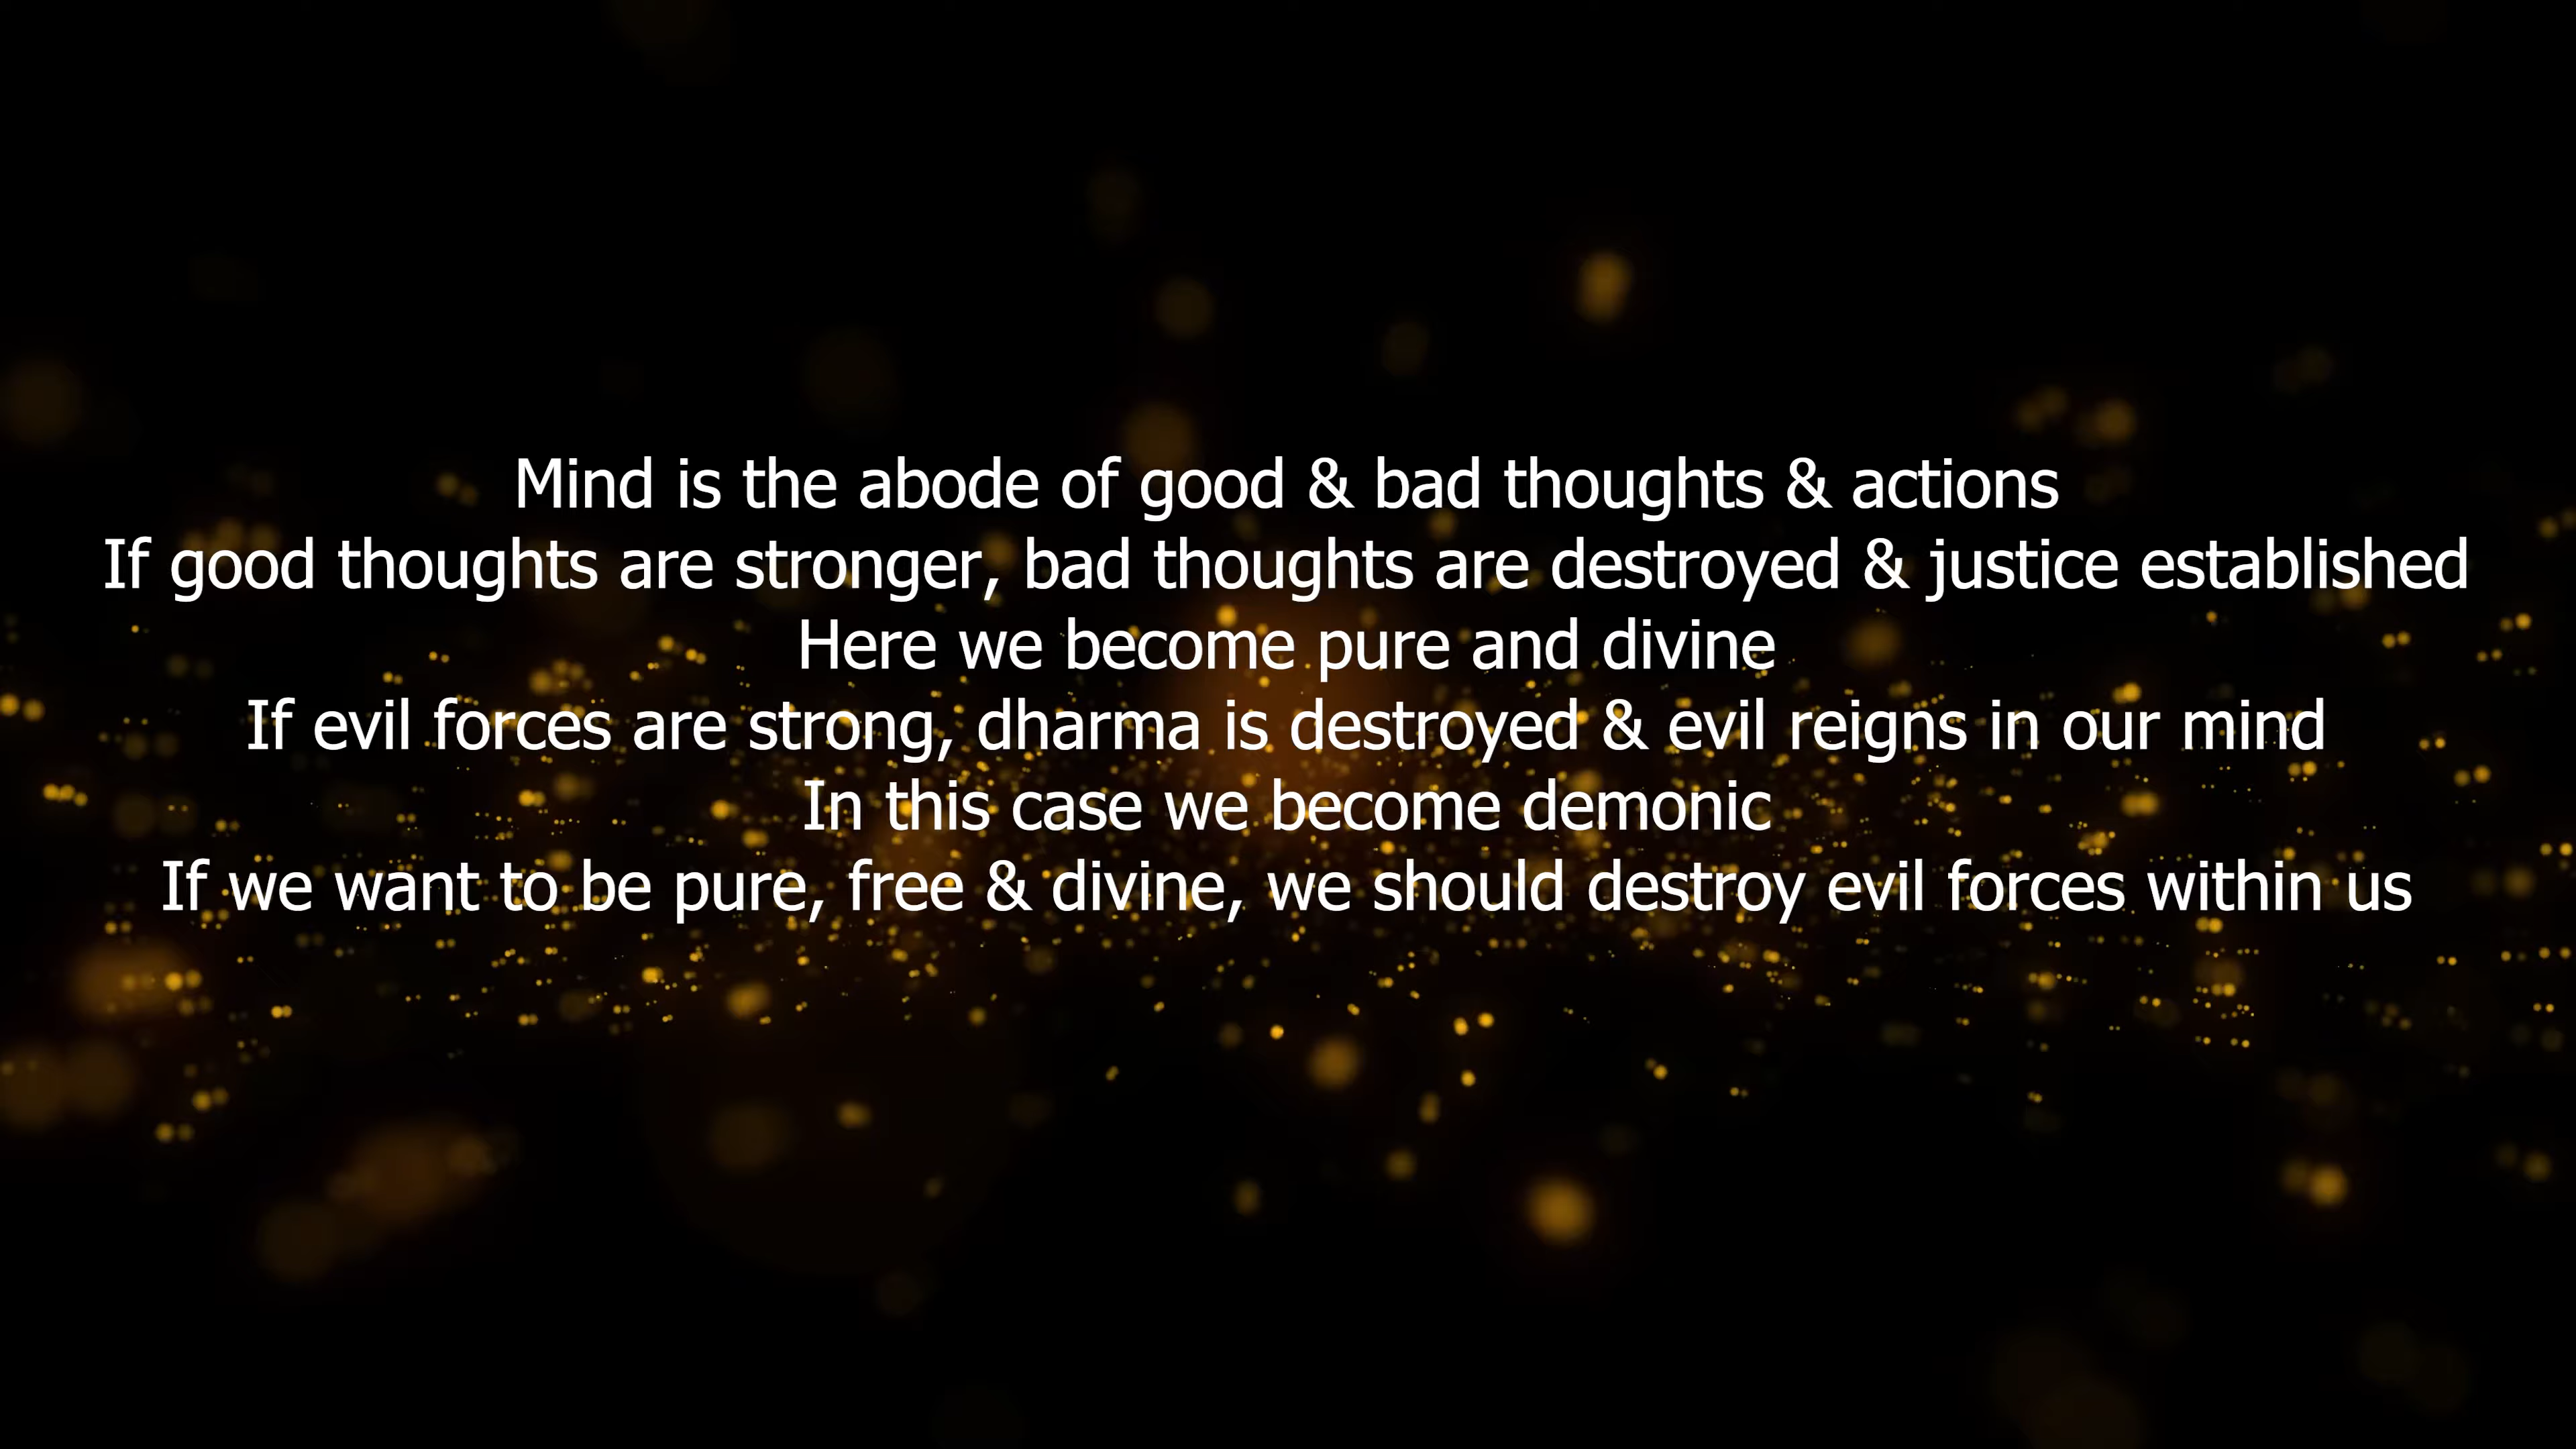 Mind is the abode of good & bad thoughts & actions
If good thoughts are stronger, bad thoughts are destroyed & justice established
Here we become pure and divine
If evil forces are strong, dharma is destroyed & evil reigns in our mind
In this case we become demonic
If we want to be pure, free & divine, we should destroy evil forces within us